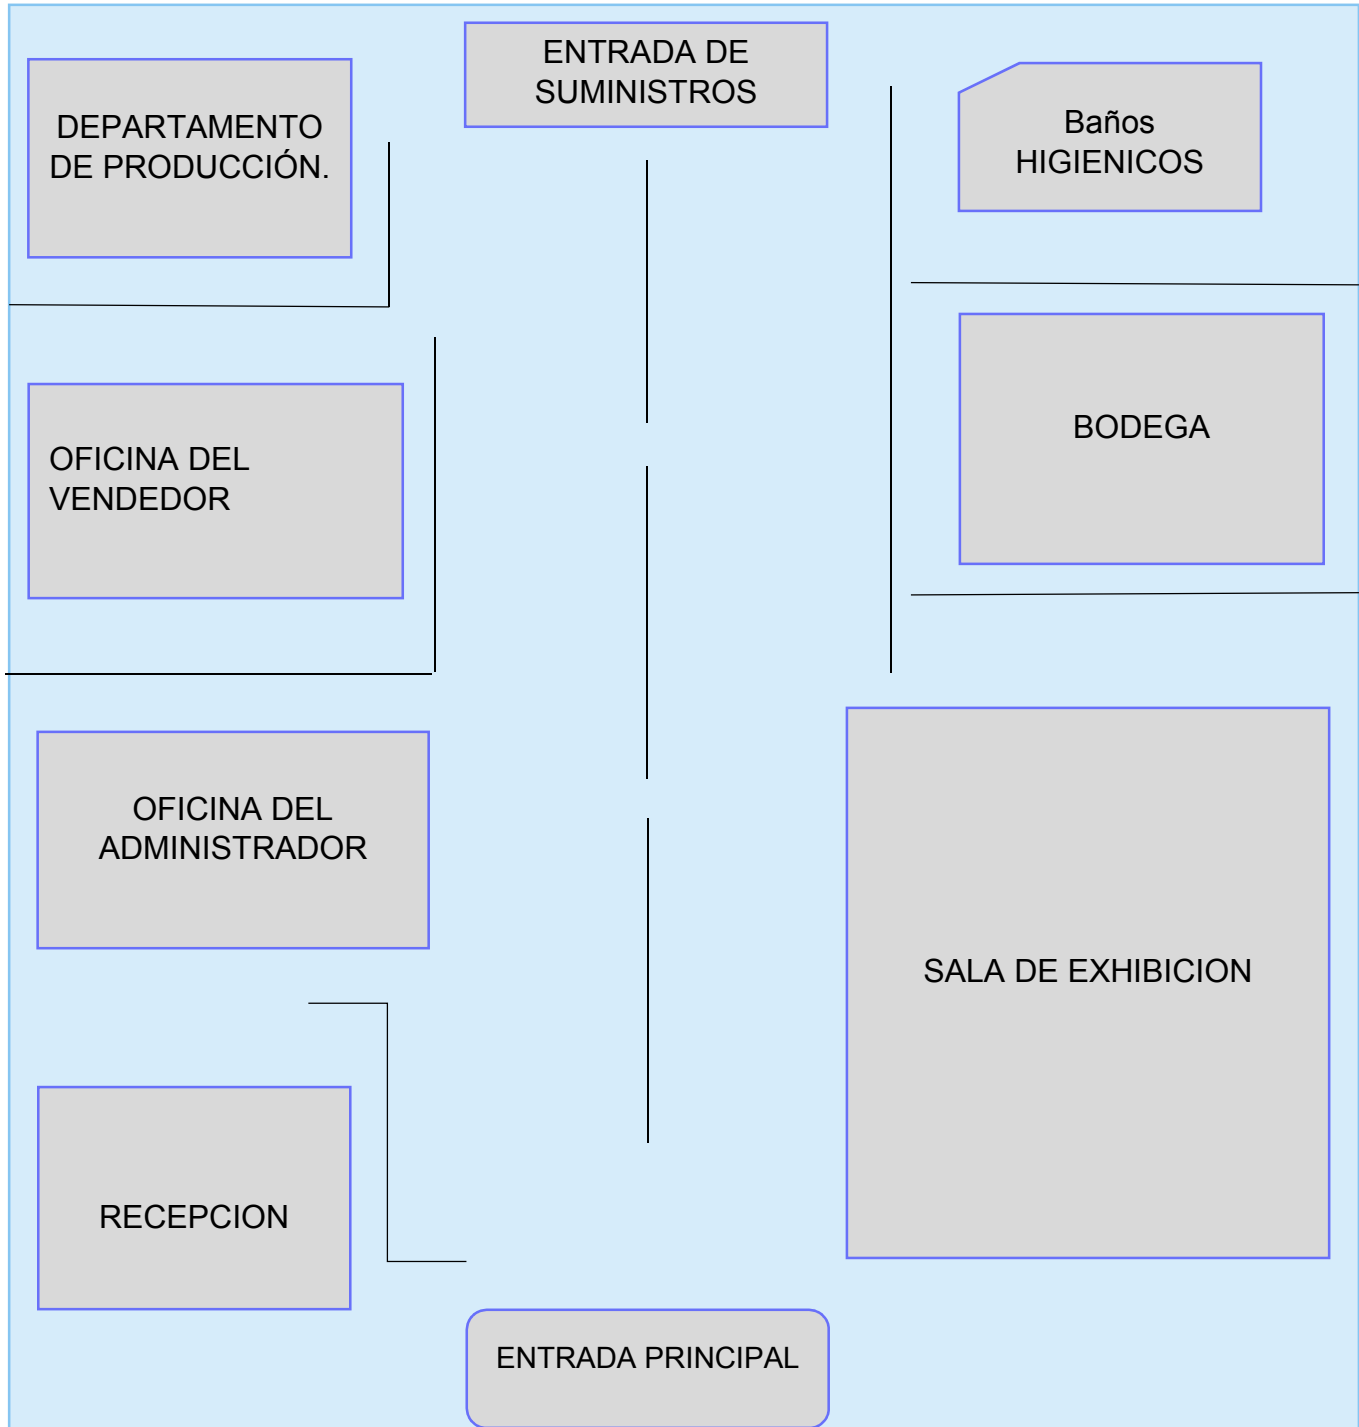 ENTRADA DE
SUMINISTROS
DEPARTAMENTO
DE PRODUCCIÓN.
Baños
HIGIENICOS
OFICINA DEL
VENDEDOR
BODEGA
OFICINA DEL
ADMINISTRADOR
SALA DE EXHIBICION
RECEPCION
ENTRADA PRINCIPAL